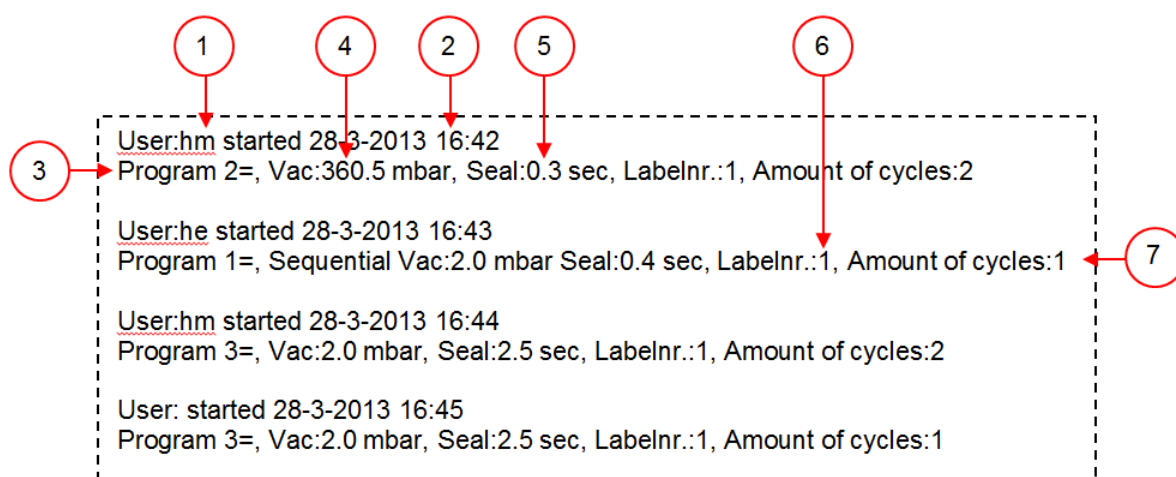 1 4 2 5 6
User:hm started 28-3-2013 16:42
3 Program 2=, Vac:360.5 mbar, Seal:0.3 sec, Labelnr.:1, Amount of cycles:2
User:he started 28-3-2013 16:43
Program 1=, Sequential Vac:2.0 mbar Seal:0.4 sec, Labelnr.:1, Amount of cycles:1 7
User:hm started 28-3-2013 16:44
Program 3=, Vac:2.0 mbar, Seal:2.5 sec, Labelnr.:1, Amount of cycles:2
User: started 28-3-2013 16:45
Program 3=, Vac:2.0 mbar, Seal:2.5 sec, Labelnr.:1, Amount of cycles:1